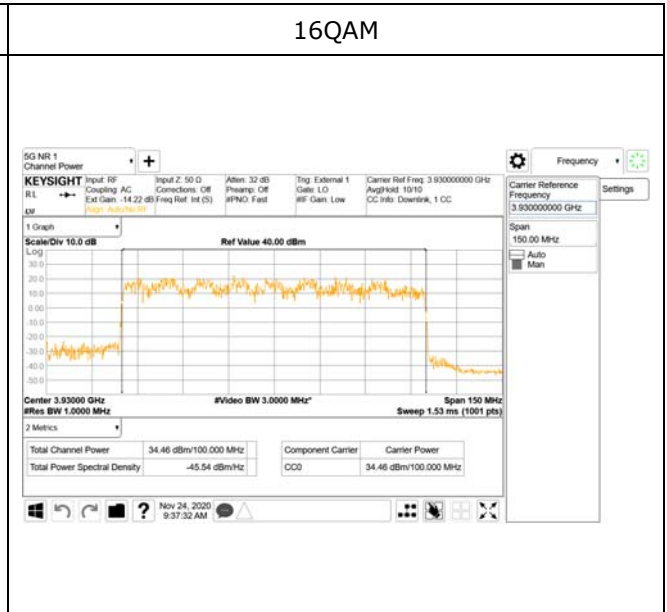 16QAM
5G NR 1
Channel Power
Frequency
KEYSIGHT
RL
Input: RF
Coupling: AC
Ext Gain: -14.22 dB
Align: Auto/No RF
Input Z: 50 Ω
Corrections: Off
Freq Ref: Int (S)
Atten: 32 dB
Preamp: Off
#PNO: Fast
Trig: External 1
Gate: LO
#IF Gain: Low
Carrier Ref Freq: 3.930000000 GHz
Avg|Hold: 10/10
CC Info: Downlink, 1 CC
Carrier Reference
Frequency
3.930000000 GHz
Settings
Span
150.00 MHz
Auto
Man
1 Graph
Scale/Div 10.0 dB
Ref Value 40.00 dBm
Log
30.0
20.0
10.0
0.00
-10.0
-20.0
-30.0
-40.0
-50.0
Center 3.93000 GHz
#Video BW 3.0000 MHz*
Span 150 MHz
#Res BW 1.0000 MHz
Sweep 1.53 ms (1001 pts)
2 Metrics
Total Channel Power 34.46 dBm/100.000 MHz
Total Power Spectral Density -45.54 dBm/Hz
Component Carrier Carrier Power
CC0 34.46 dBm/100.000 MHz
?
Nov 24, 2020
9:37:32 AM